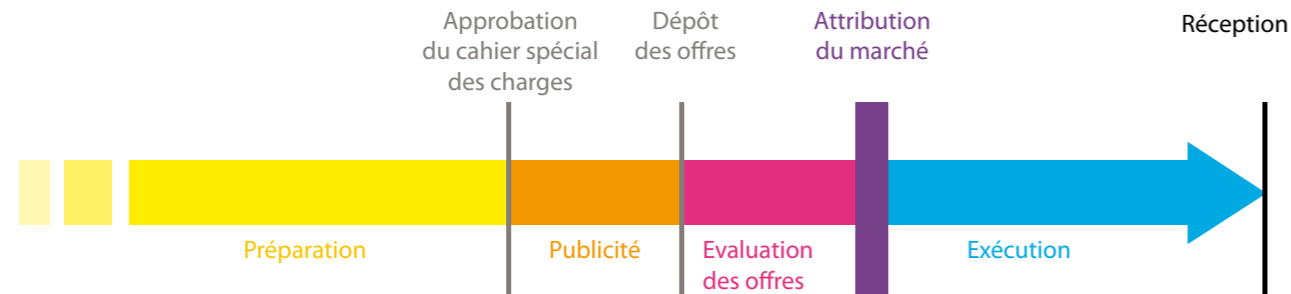 Approbation
du cahier spécial
des charges
Dépôt
des offres
Attribution
du marché
Réception
Préparation
Publicité
Evaluation
des offres
Exécution